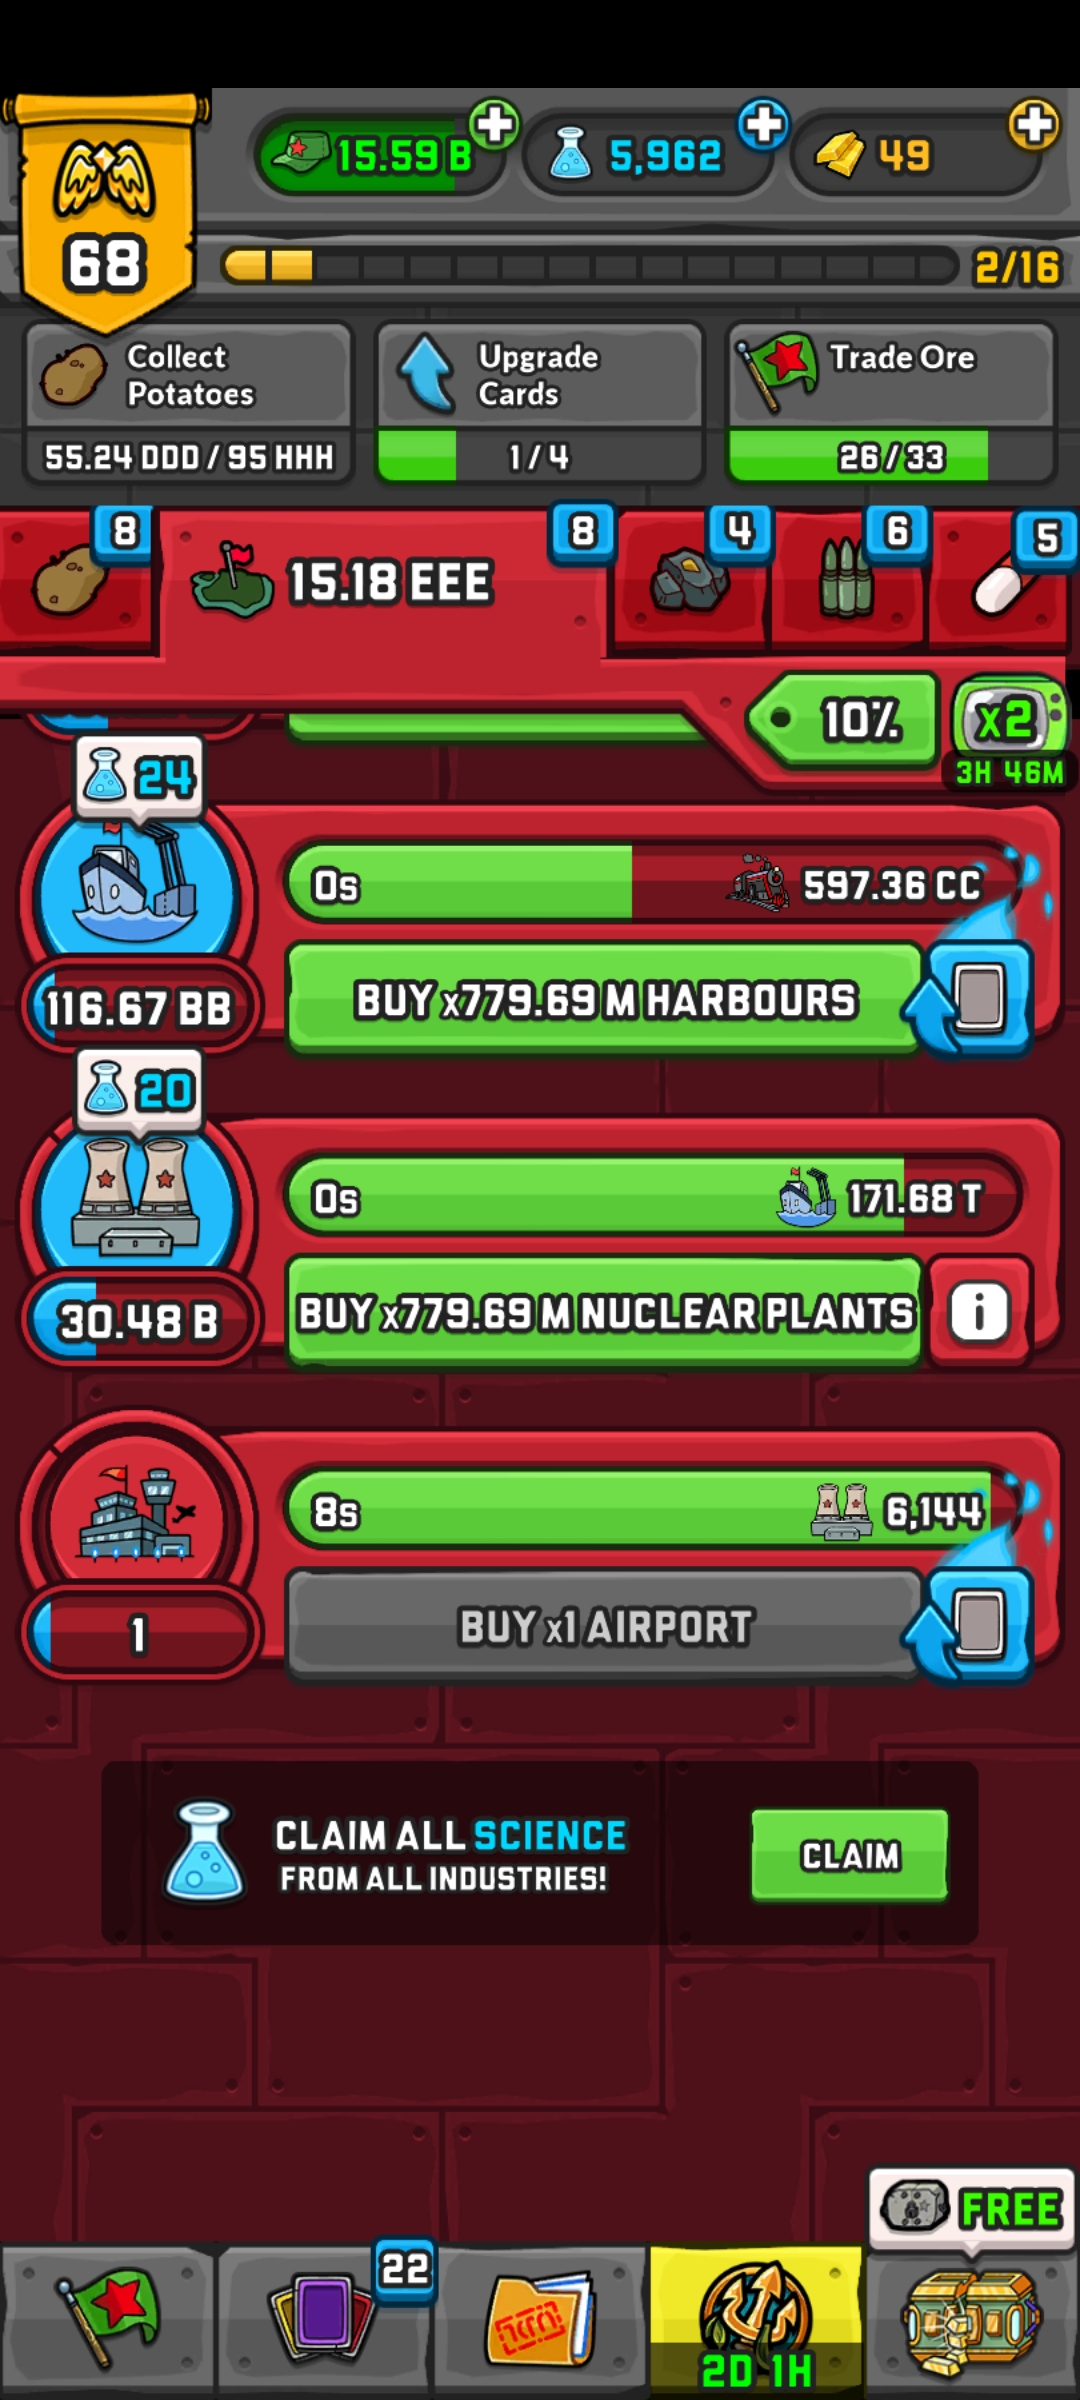 15.59 B
5,962
49
68
2/16
Collect
Potatoes
Upgrade
Cards
Trade Ore
55.24 DDD / 95 HHH
1 / 4
26 / 33
8
8
4
6
5
15.18 EEE
10%
x2
3H 46M
24
0s
597.36 CC
116.67 BB
BUY x779.69 M HARBOURS
20
0s
171.68 T
30.48 B
BUY x779.69 M NUCLEAR PLANTS
i
8s
6,144
1
BUY x1 AIRPORT
CLAIM ALL SCIENCE
FROM ALL INDUSTRIES!
CLAIM
FREE
22
2D 1H